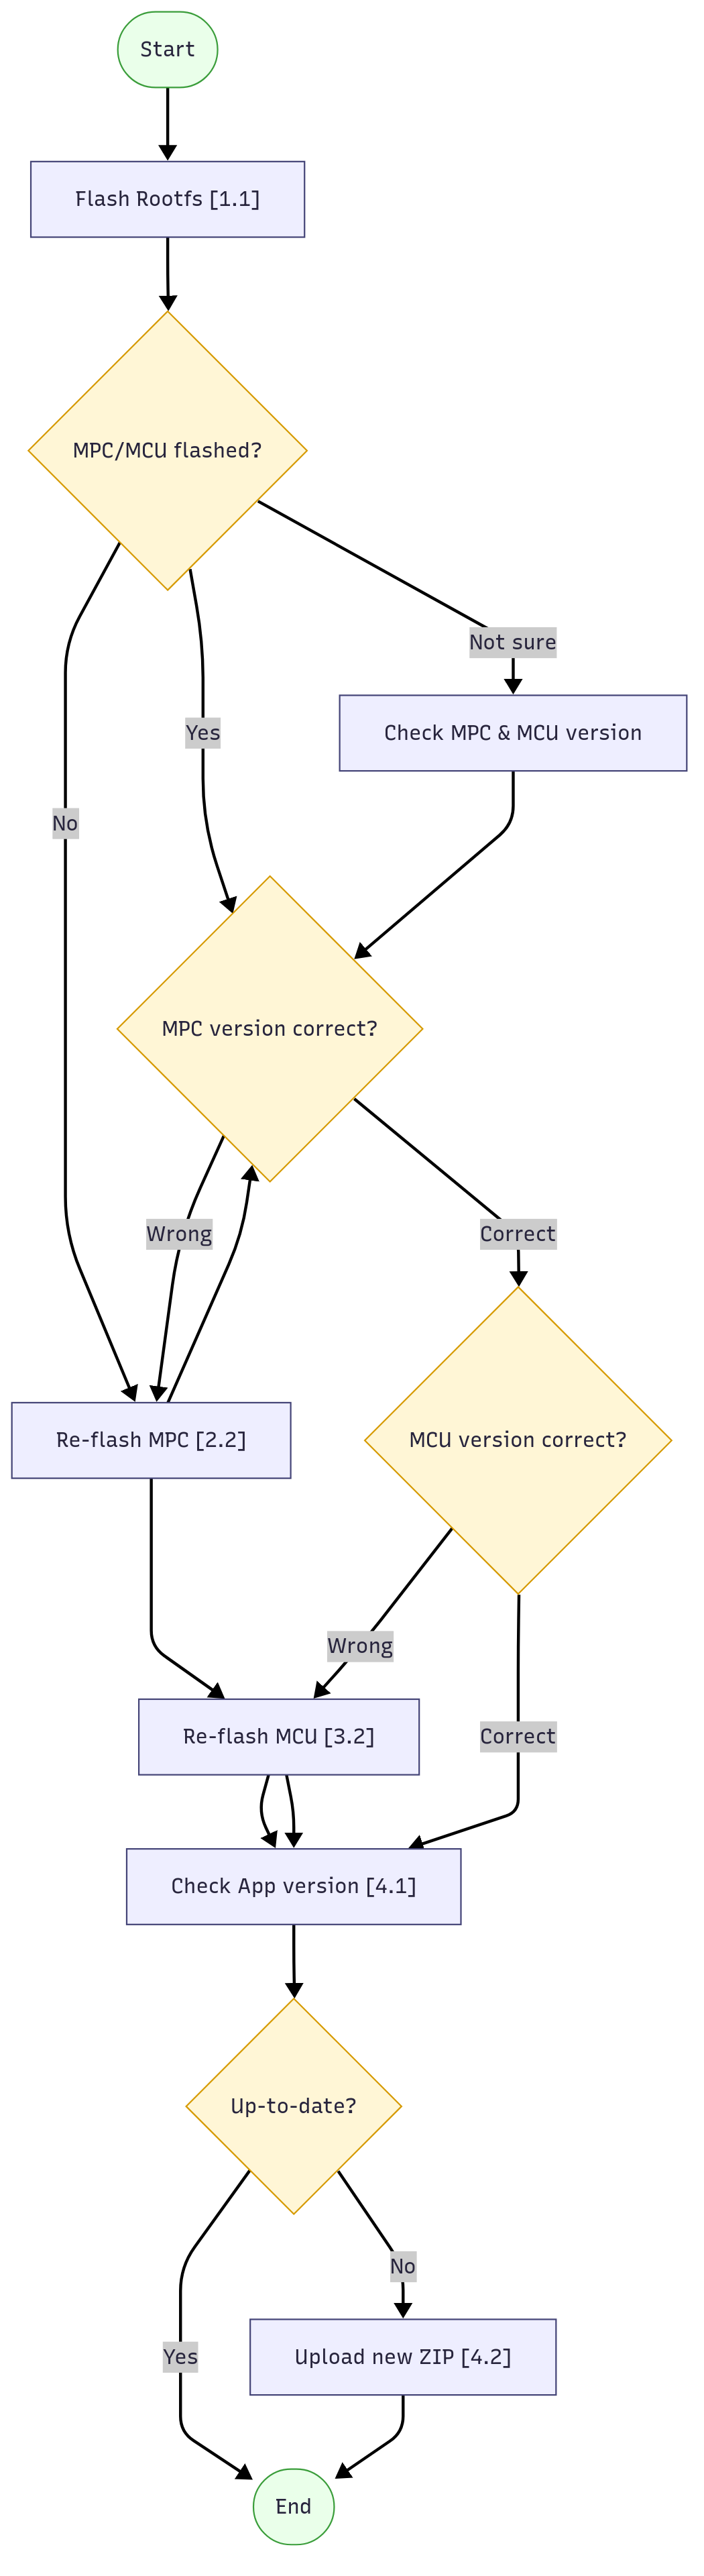 Start
Flash Rootfs [1.1]
MPC/MCU flashed?
Not sure
Yes
Check MPC & MCU version
No
MPC version correct?
Wrong
Correct
Re-flash MPC [2.2]
MCU version correct?
Wrong
Re-flash MCU [3.2]
Correct
Check App version [4.1]
Up-to-date?
No
Yes
Upload new ZIP [4.2]
End